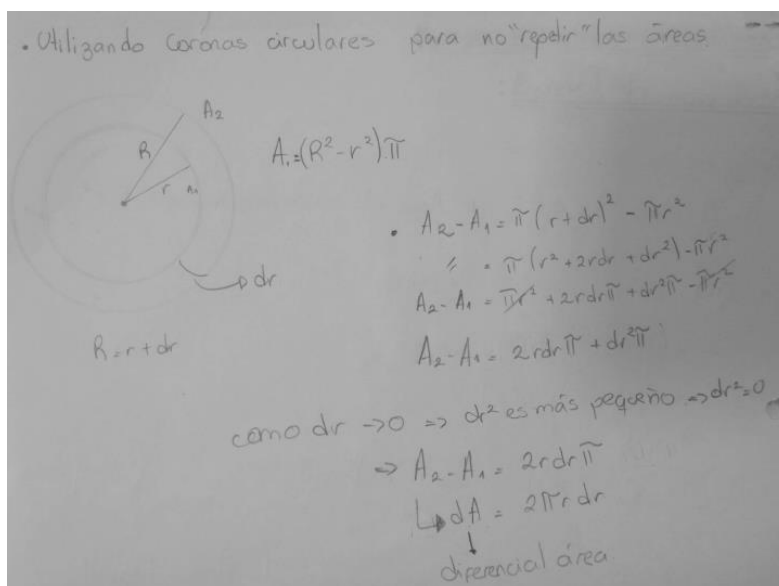 • Utilizando coronas circulares para no "repetir" las áreas.
A₂
R
r A₁
A₁=(R²-r²)π
dr
R=r+dr
• A₂-A₁=π(r+dr)²-πr²
〃 = π(r²+2rdr+dr²)-πr²
A₂-A₁ = πr²+2rdrπ+dr²π-πr²
A₂-A₁ = 2rdrπ+dr²π
como dr →0 => dr² es más pequeño => dr²=0
=> A₂-A₁ = 2rdrπ
↳ dA = 2πr dr
↓
diferencial área